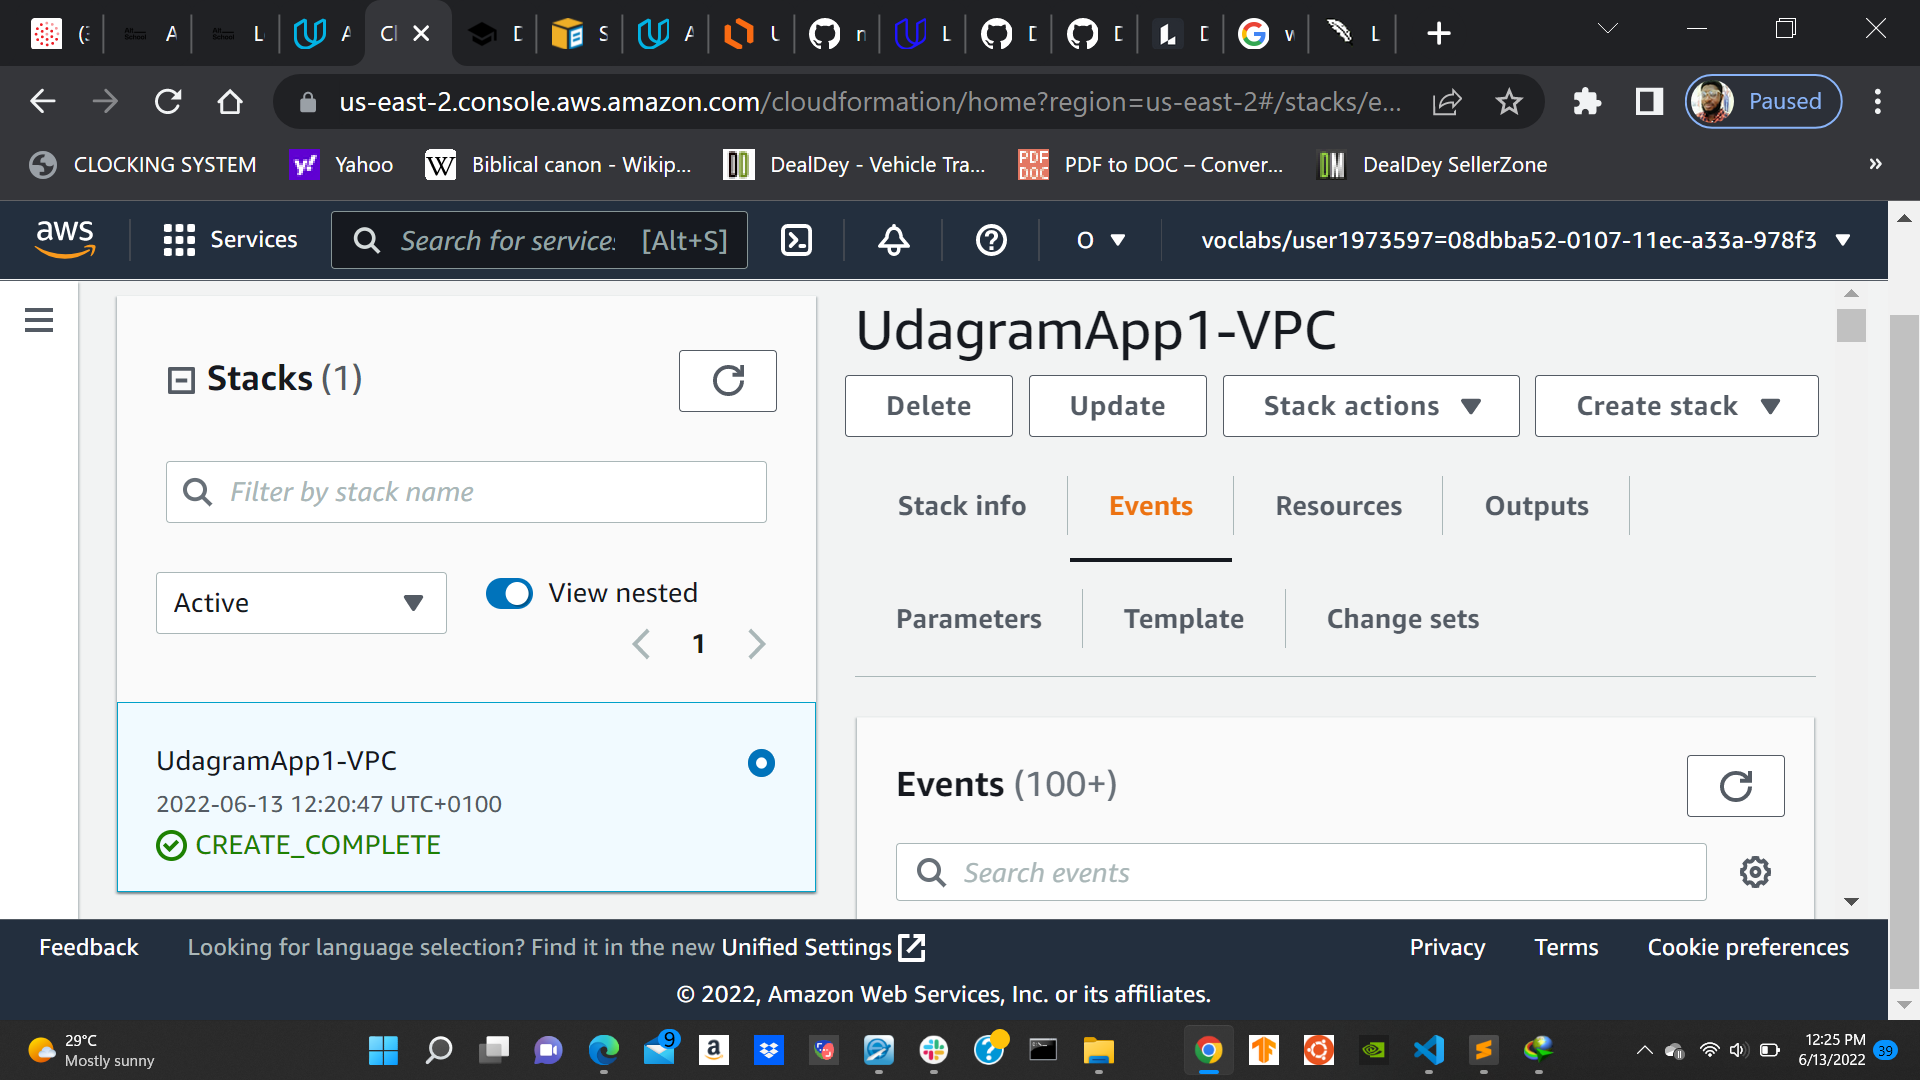 us-east-2.console.aws.amazon.com/cloudformation/home?region=us-east-2#/stacks/e...
Paused
CLOCKING SYSTEM
Yahoo
Biblical canon - Wikip...
DealDey - Vehicle Tra...
PDF to DOC – Conver...
DealDey SellerZone
»
aws
Services
Search for service
[Alt+S]
O
voclabs/user1973597=08dbba52-0107-11ec-a33a-978f3
Stacks (1)
Filter by stack name
Active
View nested
1
UdagramApp1-VPC
2022-06-13 12:20:47 UTC+0100
CREATE_COMPLETE
UdagramApp1-VPC
Delete
Update
Stack actions
Create stack
Stack info
Events
Resources
Outputs
Parameters
Template
Change sets
Events (100+)
Search events
Feedback
Looking for language selection? Find it in the new Unified Settings
Privacy
Terms
Cookie preferences
© 2022, Amazon Web Services, Inc. or its affiliates.
29°C
Mostly sunny
9
12:25 PM
6/13/2022
39